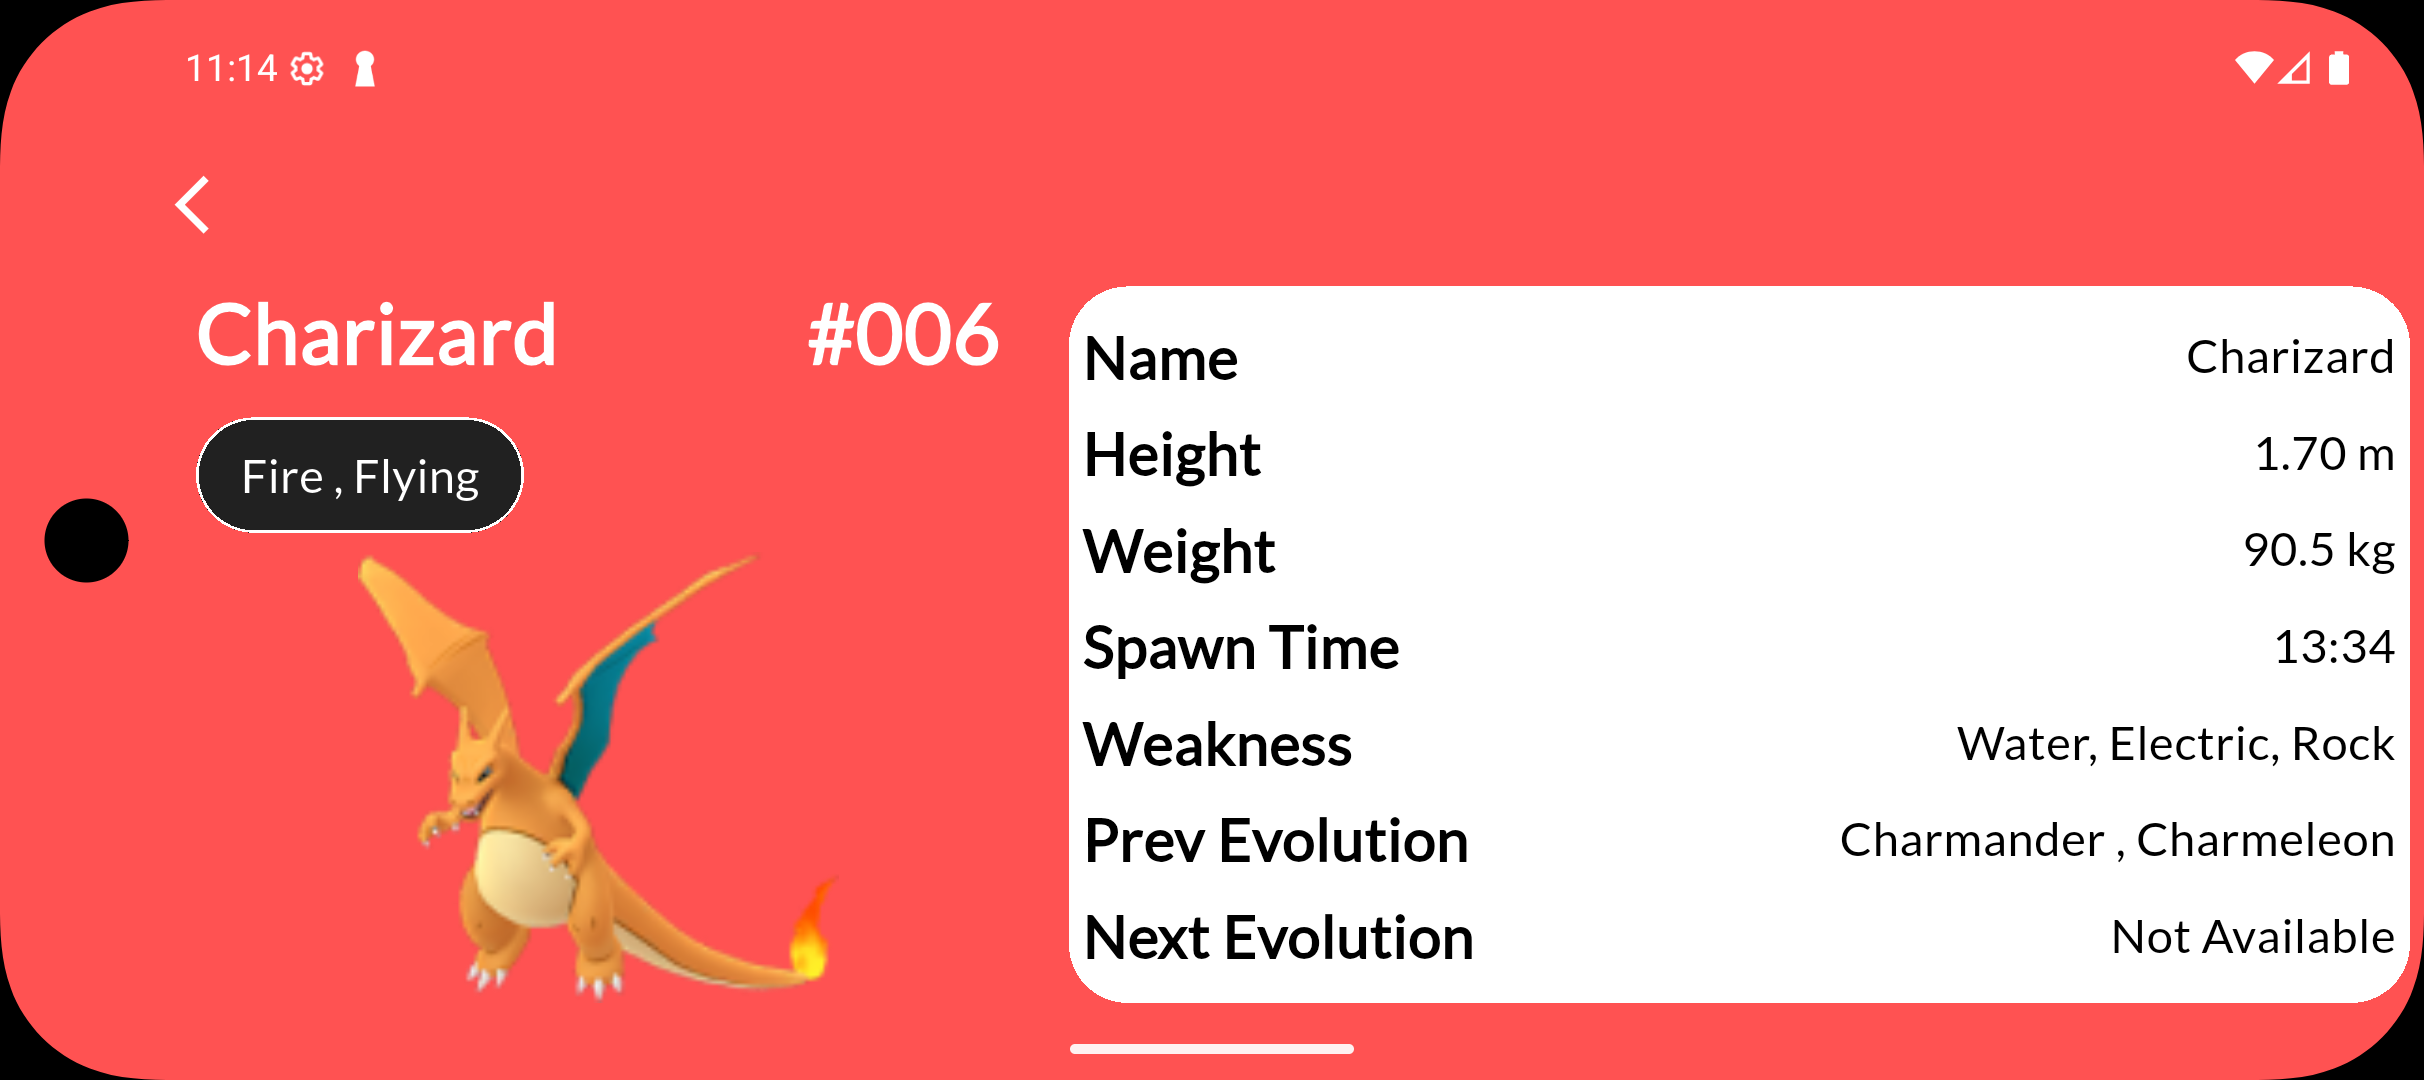 11:14
Charizard #006
Fire , Flying
Name Charizard
Height 1.70 m
Weight 90.5 kg
Spawn Time 13:34
Weakness Water, Electric, Rock
Prev Evolution Charmander , Charmeleon
Next Evolution Not Available